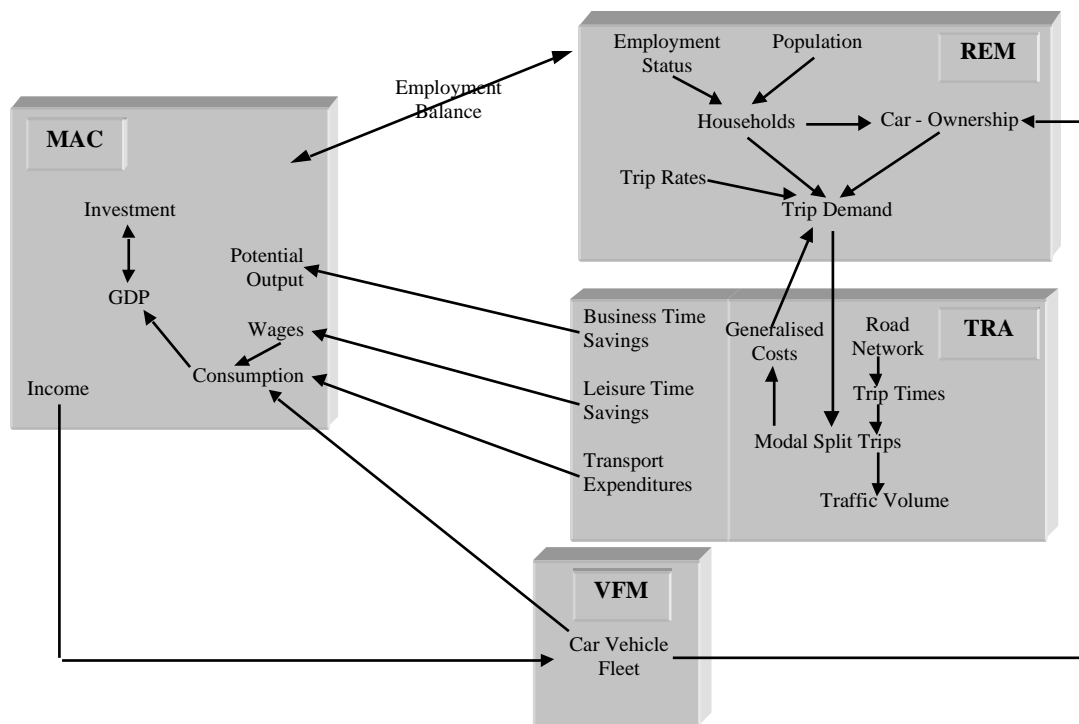 Employment
Status
Population
REM
Households
Car - Ownership
Trip Rates
Trip Demand
Employment
Balance
MAC
Investment
Potential
Output
GDP
Wages
Consumption
Income
Business Time
Savings
Leisure Time
Savings
Transport
Expenditures
Generalised
Costs
Road
Network
TRA
Trip Times
Modal Split Trips
Traffic Volume
VFM
Car Vehicle
Fleet